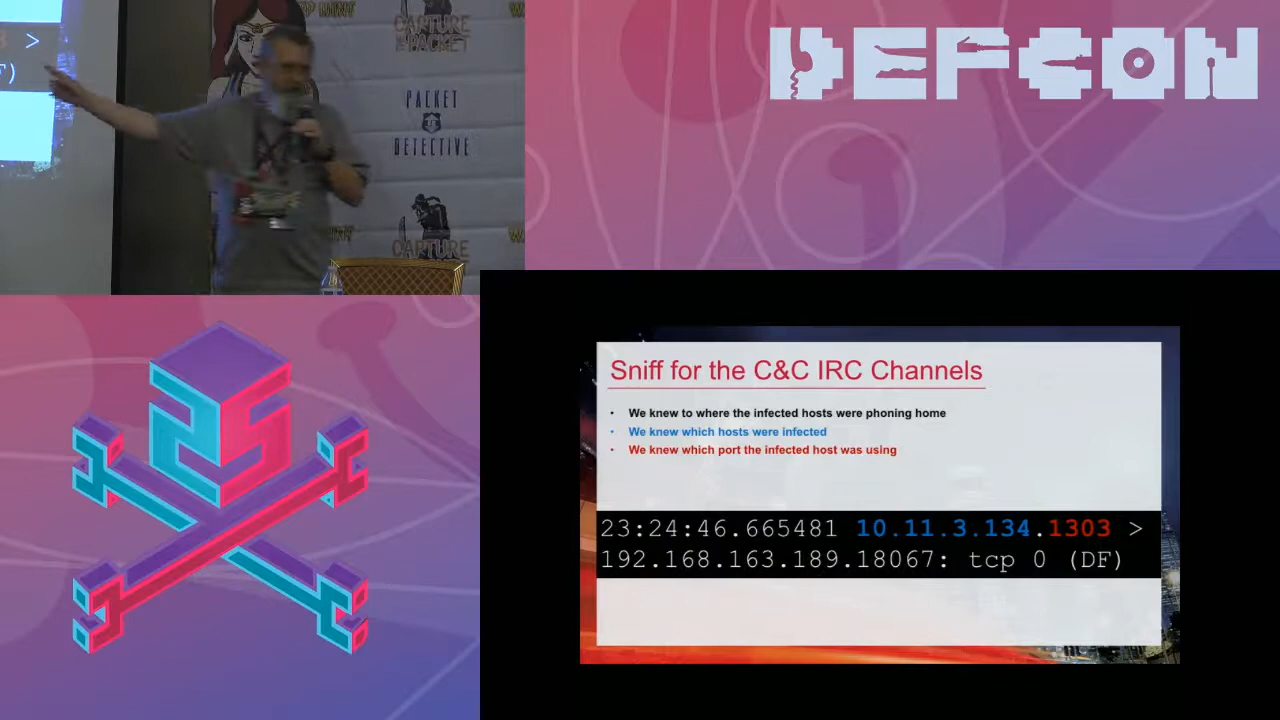 >
F)
CAPTURE
THE PACKET
PACKET
DETECTIVE
CAPTURE
DEFCON
Sniff for the C&C IRC Channels
• We knew to where the infected hosts were phoning home
• We knew which hosts were infected
• We knew which port the infected host was using
23:24:46.665481 10.11.3.134.1303 >
192.168.163.189.18067: tcp 0 (DF)